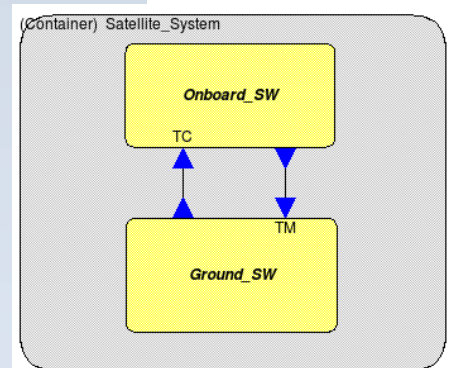 (Container) Satellite_System
Onboard_SW
TC
TM
Ground_SW